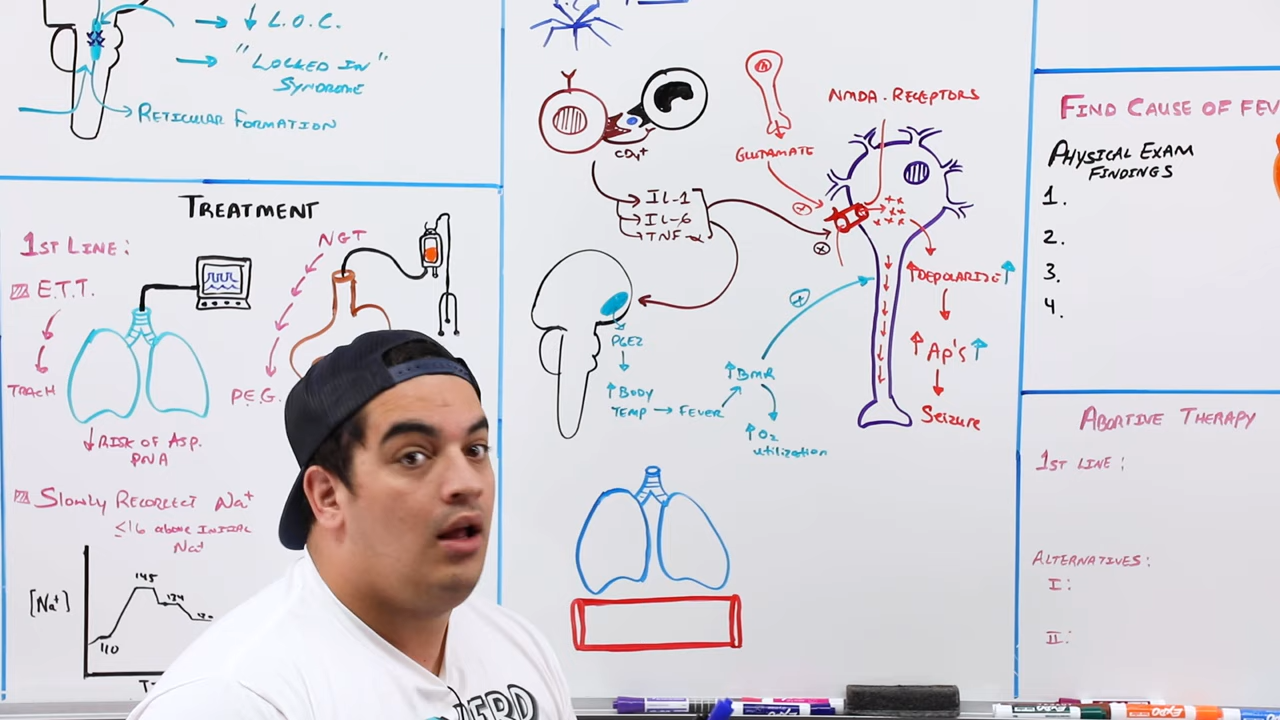 → ↓ L.O.C.
→ "LOCKED IN"
SYNDROME
RETICULAR FORMATION
TREATMENT
1ST LINE:
E.T.T.
TRACH
NGT
P.E.G.
↓ RISK OF ASP.
PNA
SLOWLY RECORRECT Na+
≤16 above INITIAL
Na+
[Na+]
145
134
110
CD4+
GLUTAMATE
NMDA-RECEPTORS
IL-1
IL-6
TNF-α
PGE2
↑ BODY
TEMP → FEVER
↑ BMR
↑ O2
utilization
↑ DEPOLARIZE ↑
↑ AP's ↑
Seizure
FIND CAUSE OF FEV
PHYSICAL EXAM
FINDINGS
1.
2.
3.
4.
ABORTIVE THERAPY
1ST LINE:
ALTERNATIVES:
I:
II:
NERD
EXPO